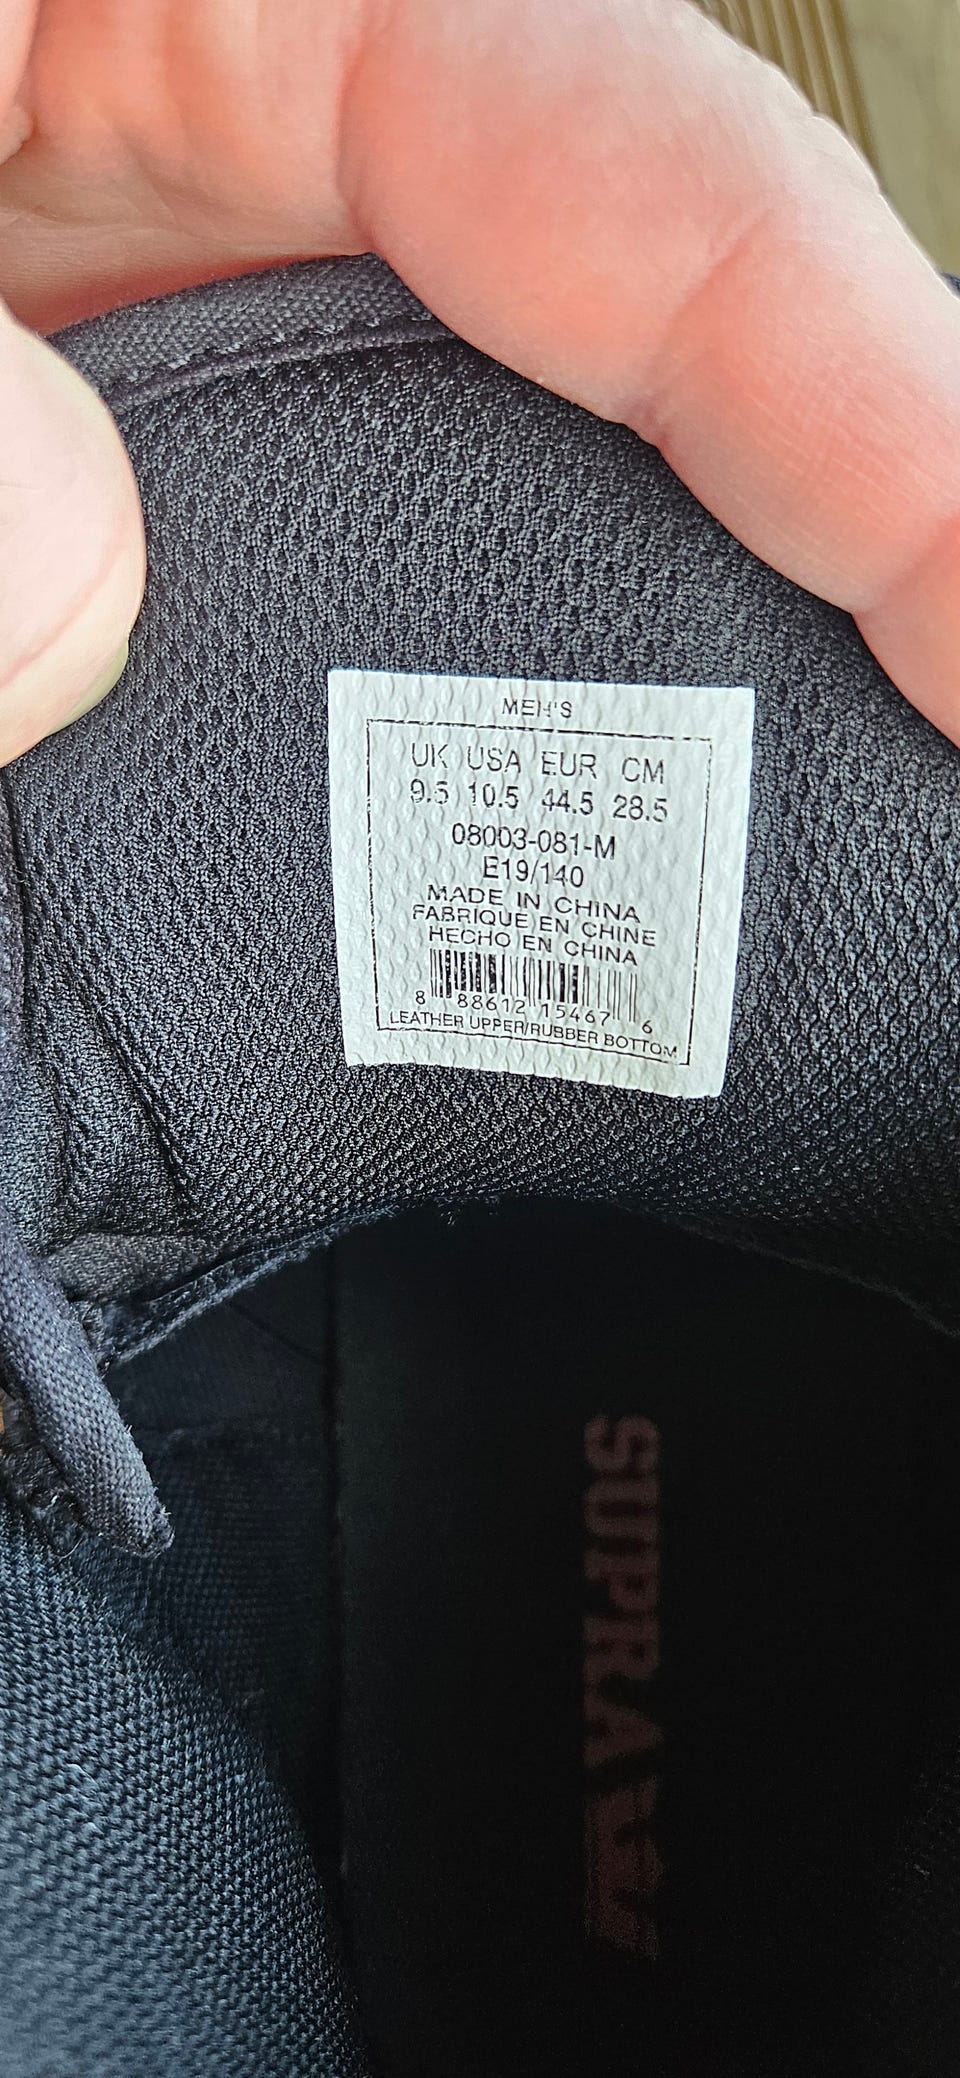 MEN'S
UK USA EUR CM
9.5 10.5 44.5 28.5
08003-081-M
E19/140
MADE IN CHINA
FABRIQUE EN CHINE
HECHO EN CHINA
8 88612 15467 6
LEATHER UPPER/RUBBER BOTTOM
SUPRA